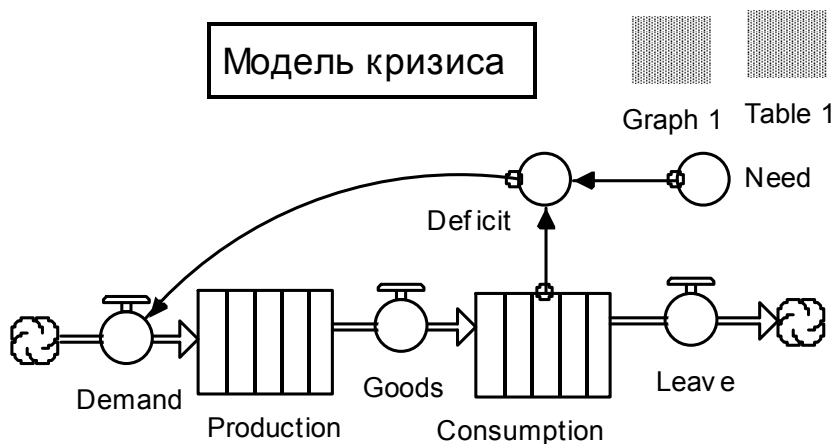 Модель кризиса
Graph 1
Table 1
Need
Deficit
Demand
Production
Goods
Consumption
Leave